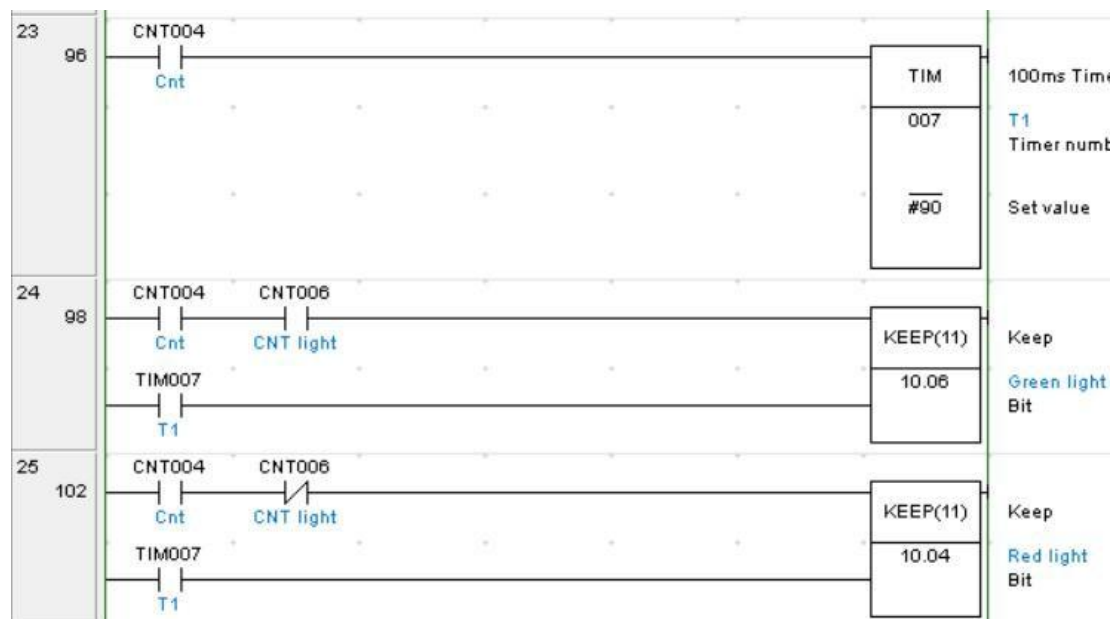 23
CNT004
96
Cnt
TIM
100ms Time
007
T1
Timer numb
#90
Set value
24
CNT004 CNT006
98
Cnt CNT light
KEEP(11)
Keep
TIM007
T1
10.06
Green light
Bit
25
CNT004 CNT006
102
Cnt CNT light
KEEP(11)
Keep
TIM007
T1
10.04
Red light
Bit